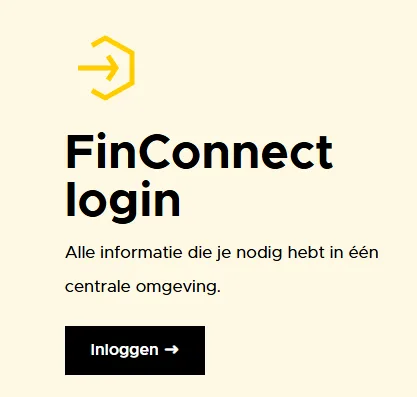 FinConnect
login
Alle informatie die je nodig hebt in één
centrale omgeving.
Inloggen →